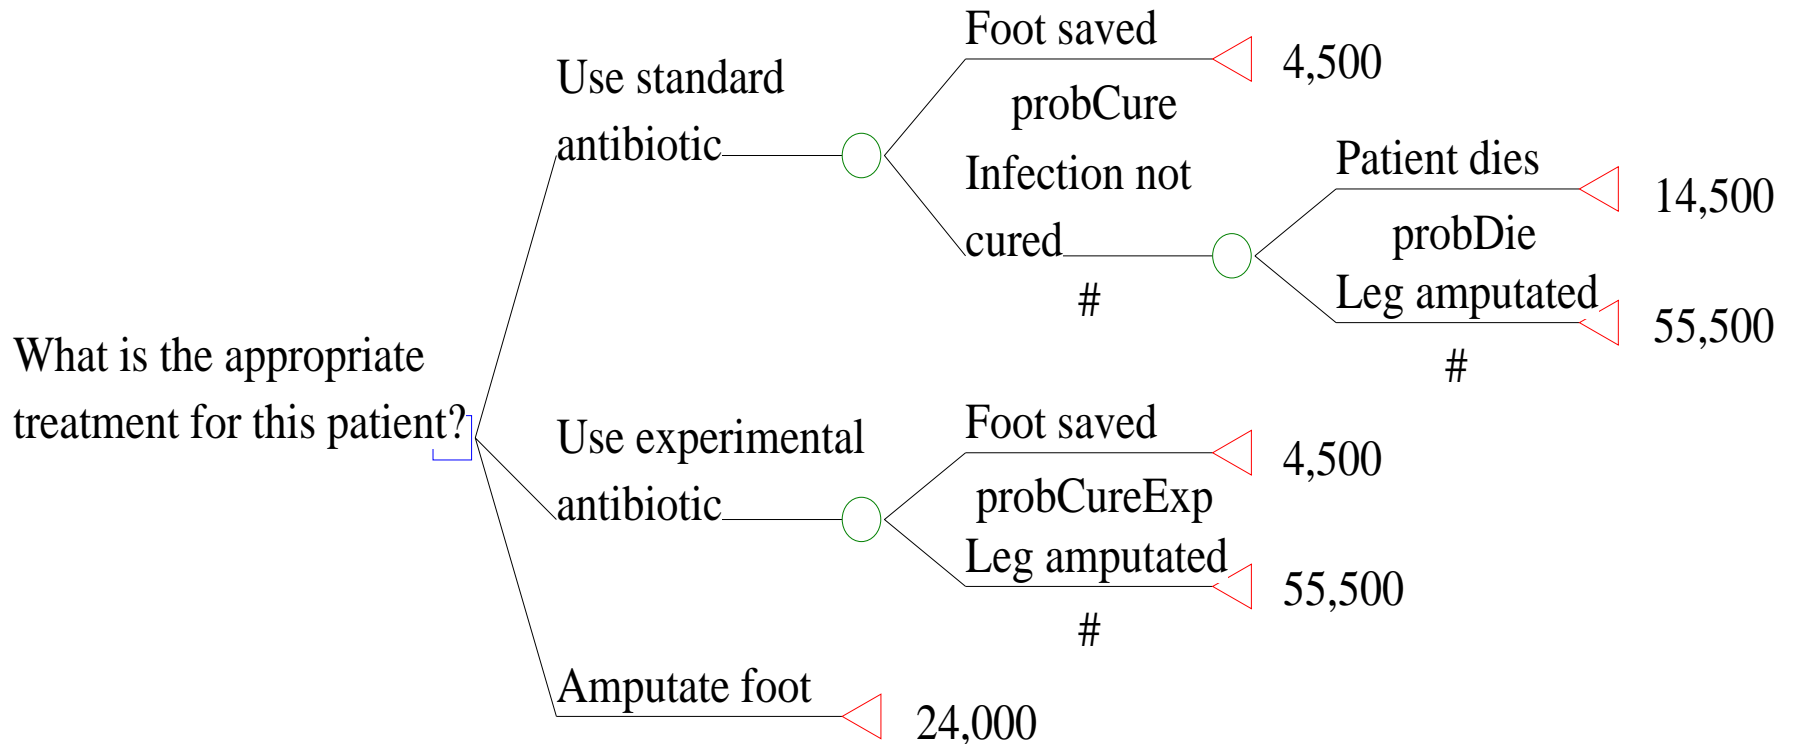 What is the appropriate
treatment for this patient?
Use standard
antibiotic
Foot saved
4,500
probCure
Infection not
cured
#
Patient dies
14,500
probDie
Leg amputated
55,500
#
Use experimental
antibiotic
Foot saved
4,500
probCureExp
Leg amputated
55,500
#
Amputate foot
24,000